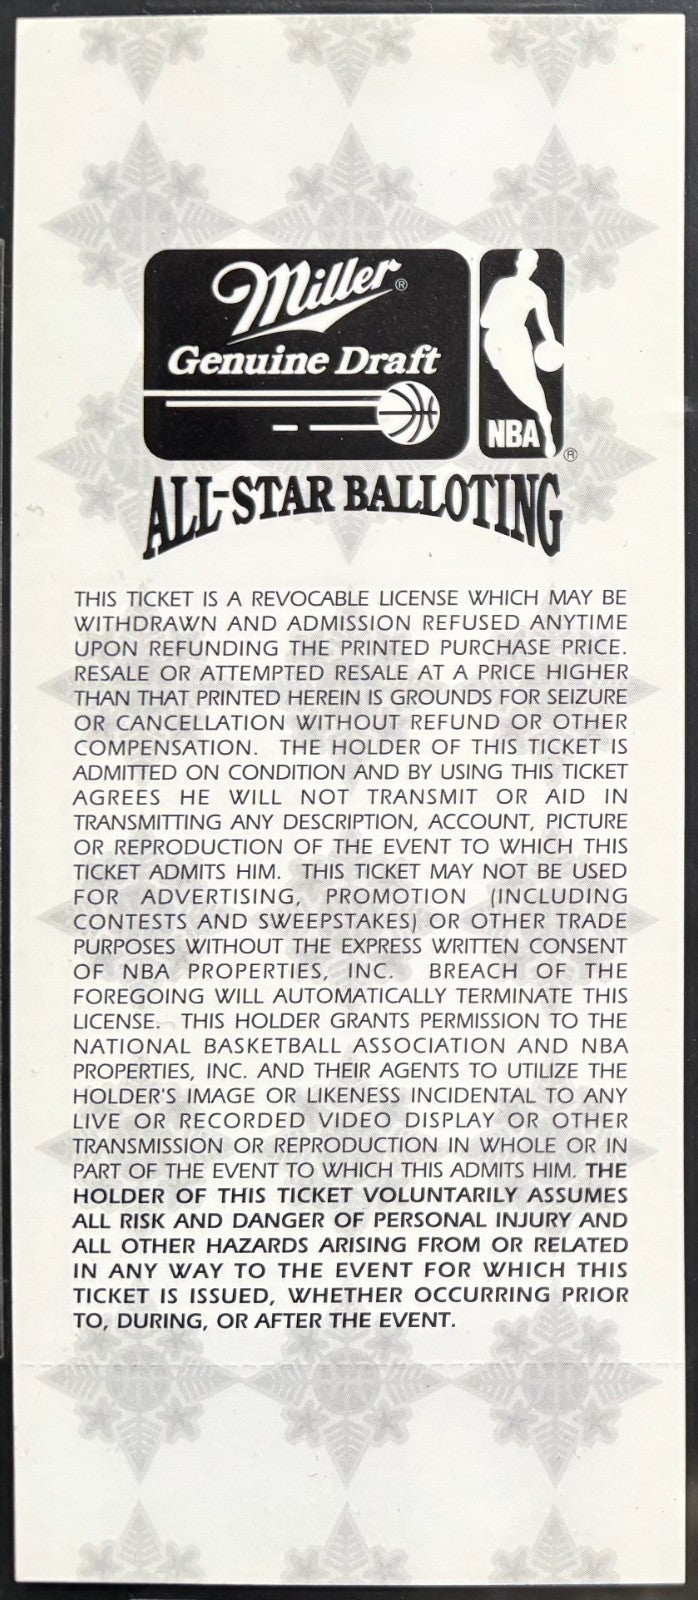 Miller®
Genuine Draft
NBA®
ALL-STAR BALLOTING
THIS TICKET IS A REVOCABLE LICENSE WHICH MAY BE
WITHDRAWN AND ADMISSION REFUSED ANYTIME
UPON REFUNDING THE PRINTED PURCHASE PRICE.
RESALE OR ATTEMPTED RESALE AT A PRICE HIGHER
THAN THAT PRINTED HEREIN IS GROUNDS FOR SEIZURE
OR CANCELLATION WITHOUT REFUND OR OTHER
COMPENSATION. THE HOLDER OF THIS TICKET IS
ADMITTED ON CONDITION AND BY USING THIS TICKET
AGREES HE WILL NOT TRANSMIT OR AID IN
TRANSMITTING ANY DESCRIPTION, ACCOUNT, PICTURE
OR REPRODUCTION OF THE EVENT TO WHICH THIS
TICKET ADMITS HIM. THIS TICKET MAY NOT BE USED
FOR ADVERTISING, PROMOTION (INCLUDING
CONTESTS AND SWEEPSTAKES) OR OTHER TRADE
PURPOSES WITHOUT THE EXPRESS WRITTEN CONSENT
OF NBA PROPERTIES, INC. BREACH OF THE
FOREGOING WILL AUTOMATICALLY TERMINATE THIS
LICENSE. THIS HOLDER GRANTS PERMISSION TO THE
NATIONAL BASKETBALL ASSOCIATION AND NBA
PROPERTIES, INC. AND THEIR AGENTS TO UTILIZE THE
HOLDER'S IMAGE OR LIKENESS INCIDENTAL TO ANY
LIVE OR RECORDED VIDEO DISPLAY OR OTHER
TRANSMISSION OR REPRODUCTION IN WHOLE OR IN
PART OF THE EVENT TO WHICH THIS ADMITS HIM. THE
HOLDER OF THIS TICKET VOLUNTARILY ASSUMES
ALL RISK AND DANGER OF PERSONAL INJURY AND
ALL OTHER HAZARDS ARISING FROM OR RELATED
IN ANY WAY TO THE EVENT FOR WHICH THIS
TICKET IS ISSUED, WHETHER OCCURRING PRIOR
TO, DURING, OR AFTER THE EVENT.